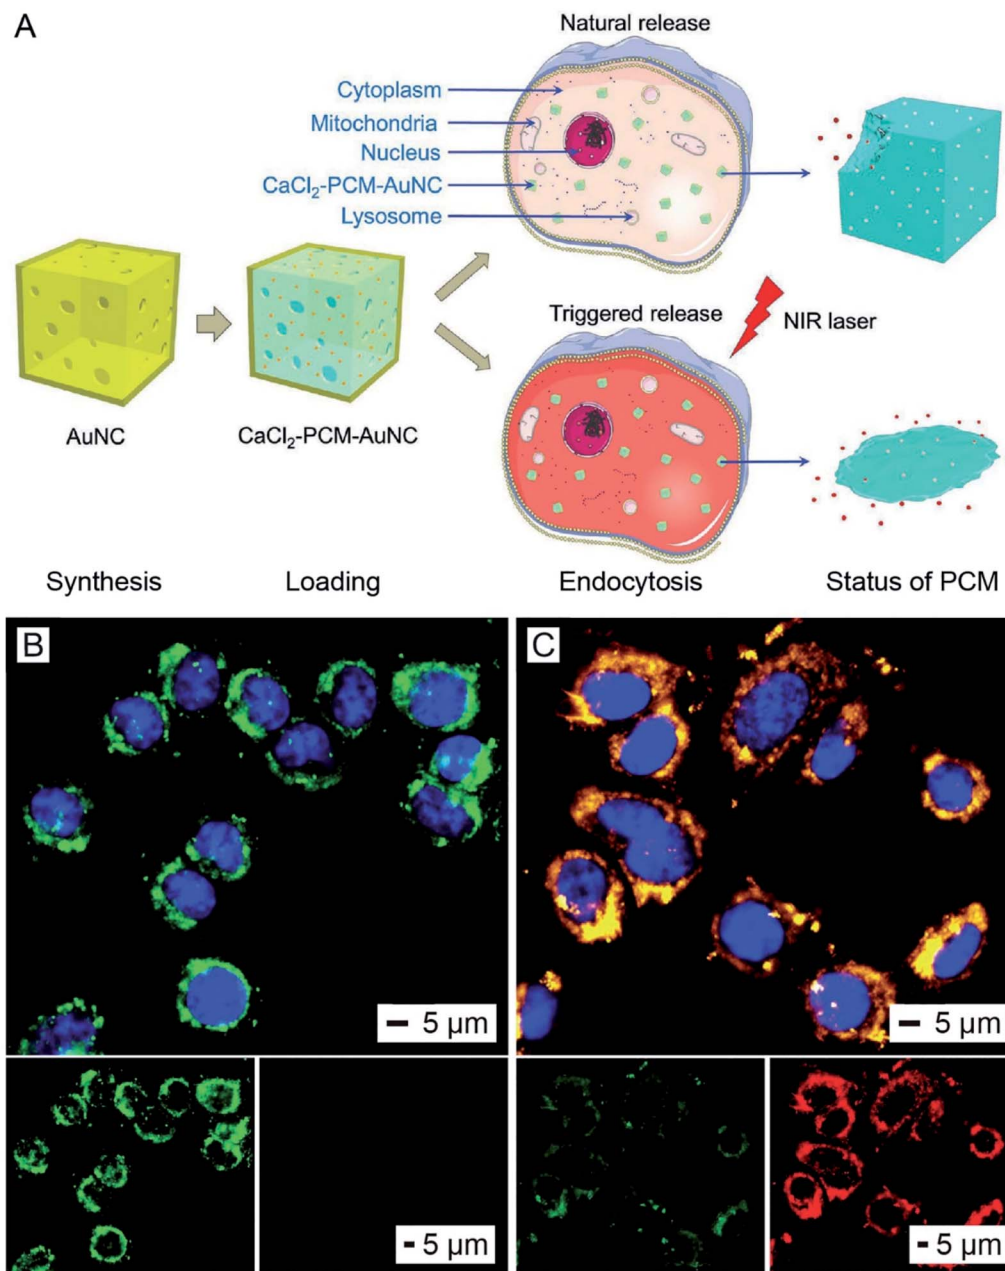 A
Natural release
Cytoplasm
Mitochondria
Nucleus
CaCl₂-PCM-AuNC
Lysosome
Triggered release
NIR laser
AuNC
CaCl₂-PCM-AuNC
Synthesis
Loading
Endocytosis
Status of PCM
B
C
5 µm
5 µm
5 µm
5 µm